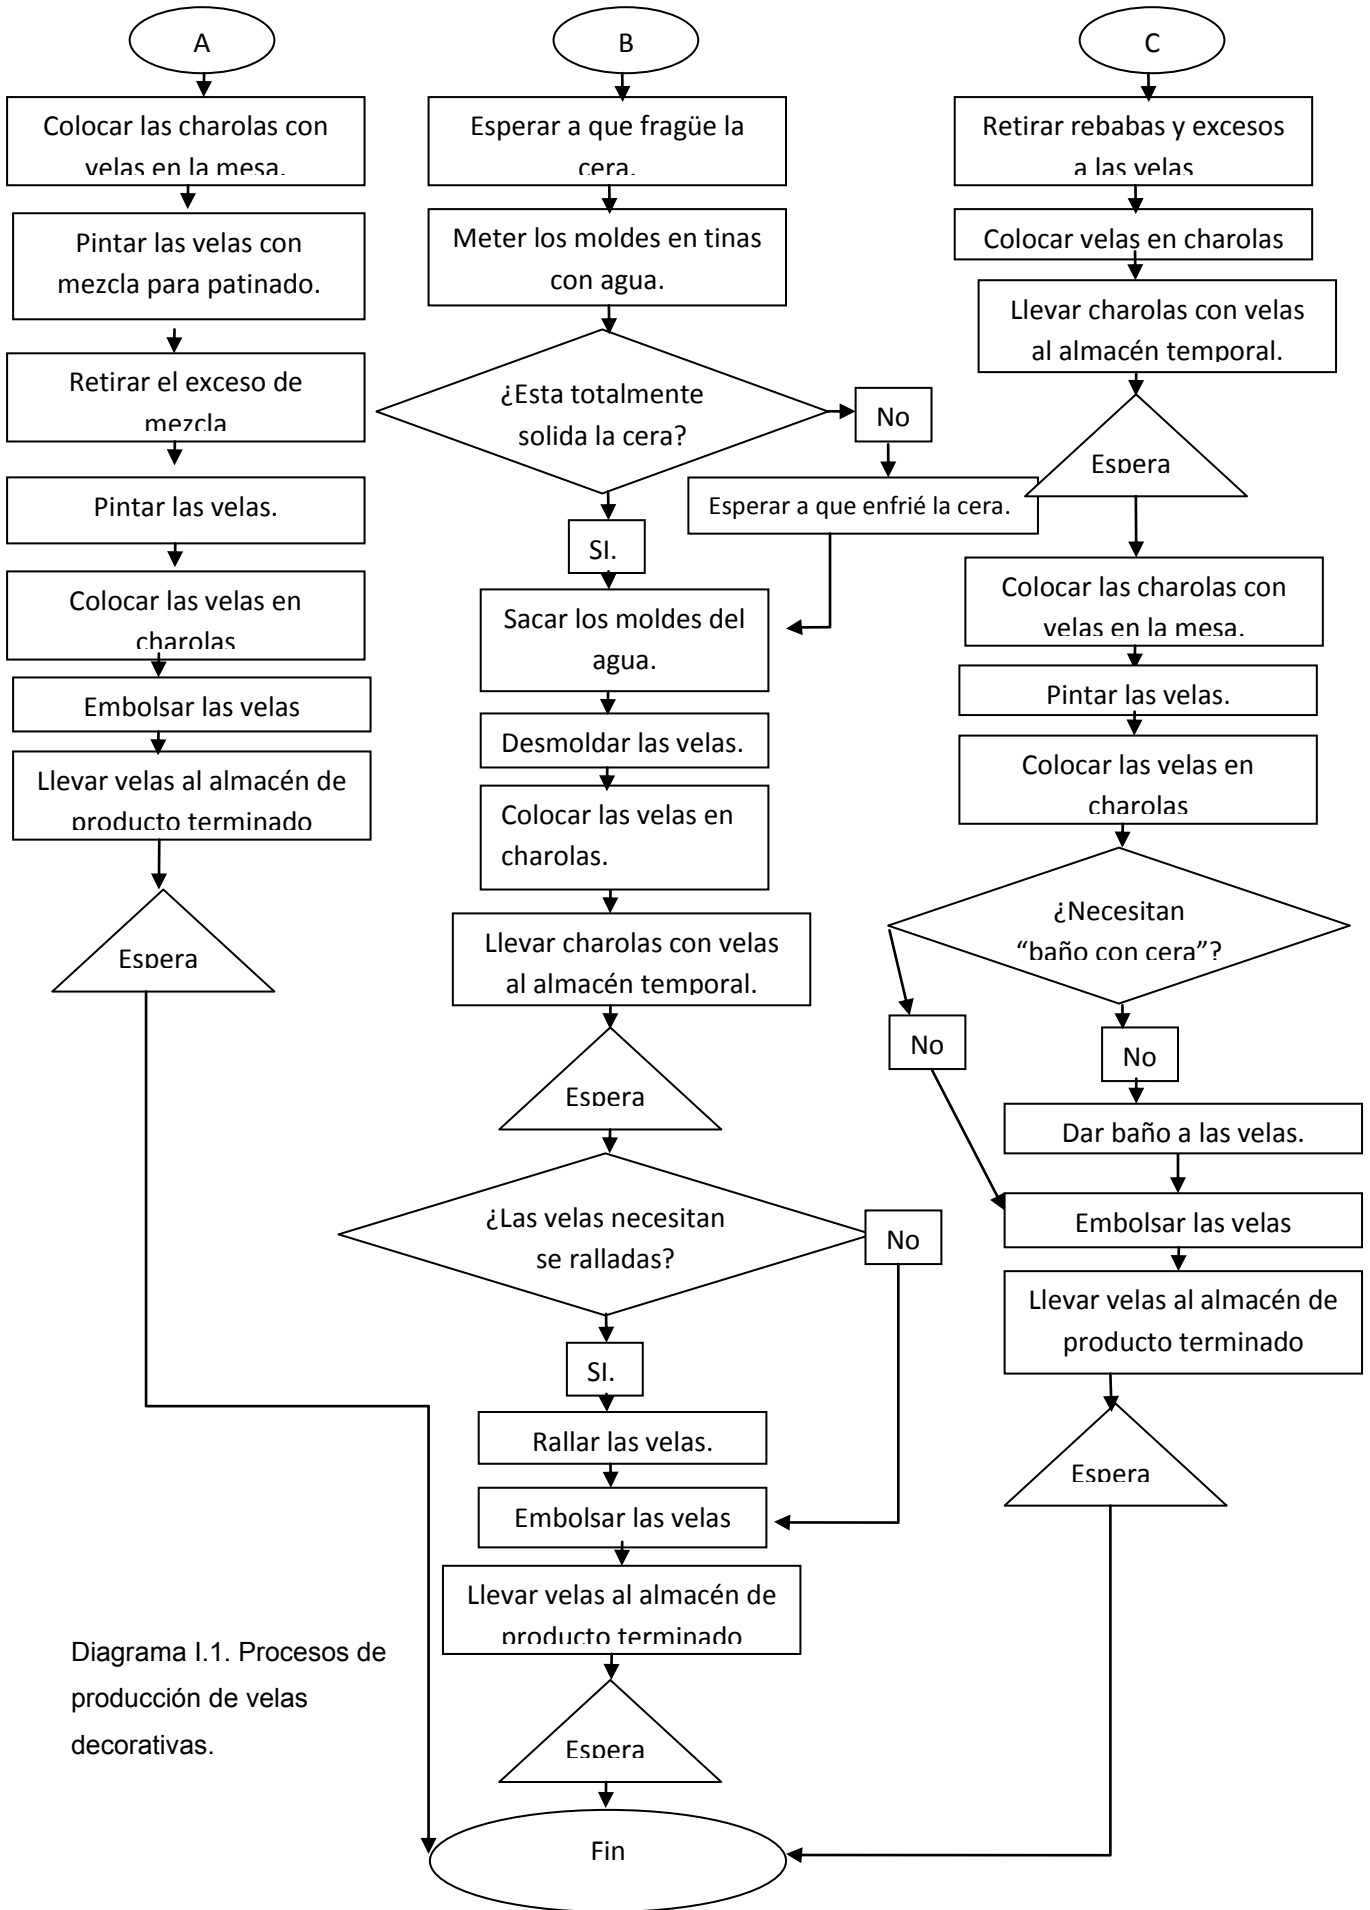 A
Colocar las charolas con
velas en la mesa.
Pintar las velas con
mezcla para patinado.
Retirar el exceso de
mezcla
Pintar las velas.
Colocar las velas en
charolas
Embolsar las velas
Llevar velas al almacén de
producto terminado
Espera
B
Esperar a que fragüe la
cera.
Meter los moldes en tinas
con agua.
¿Esta totalmente
solida la cera?
No
Esperar a que enfrié la cera.
SI.
Sacar los moldes del
agua.
Desmoldar las velas.
Colocar las velas en
charolas.
Llevar charolas con velas
al almacén temporal.
Espera
¿Las velas necesitan
se ralladas?
No
SI.
Rallar las velas.
Embolsar las velas
Llevar velas al almacén de
producto terminado
Espera
Fin
C
Retirar rebabas y excesos
a las velas
Colocar velas en charolas
Llevar charolas con velas
al almacén temporal.
Espera
Colocar las charolas con
velas en la mesa.
Pintar las velas.
Colocar las velas en
charolas
¿Necesitan
“baño con cera”?
No
No
Dar baño a las velas.
Embolsar las velas
Llevar velas al almacén de
producto terminado
Espera
Diagrama I.1. Procesos de
producción de velas
decorativas.